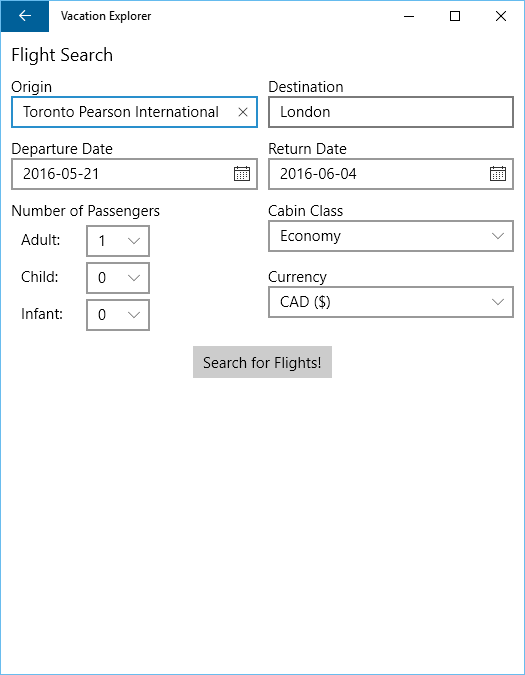 Vacation Explorer
Flight Search
Origin
Destination
Toronto Pearson International
London
Departure Date
Return Date
2016-05-21
2016-06-04
Number of Passengers
Cabin Class
Adult: 1
Economy
Child: 0
Currency
Infant: 0
CAD ($)
Search for Flights!